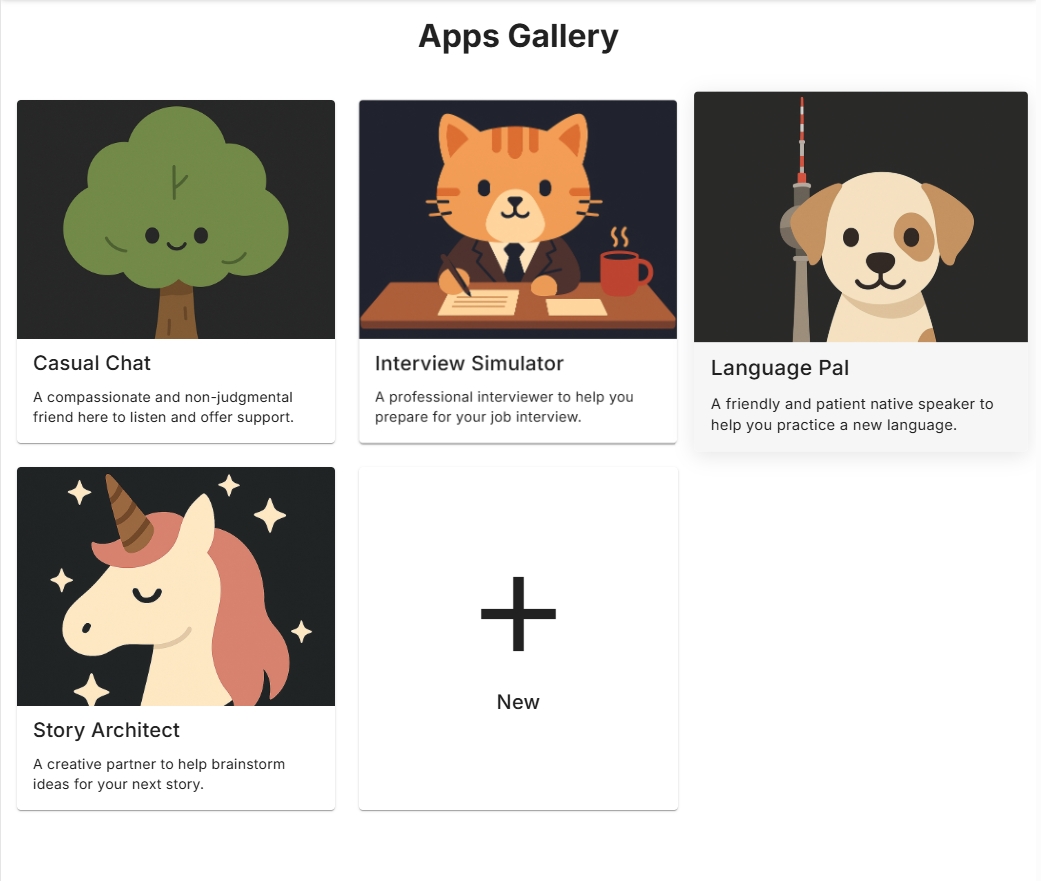 Apps Gallery
Casual Chat
A compassionate and non-judgmental
friend here to listen and offer support.
Interview Simulator
A professional interviewer to help you
prepare for your job interview.
Language Pal
A friendly and patient native speaker to
help you practice a new language.
Story Architect
A creative partner to help brainstorm
ideas for your next story.
New